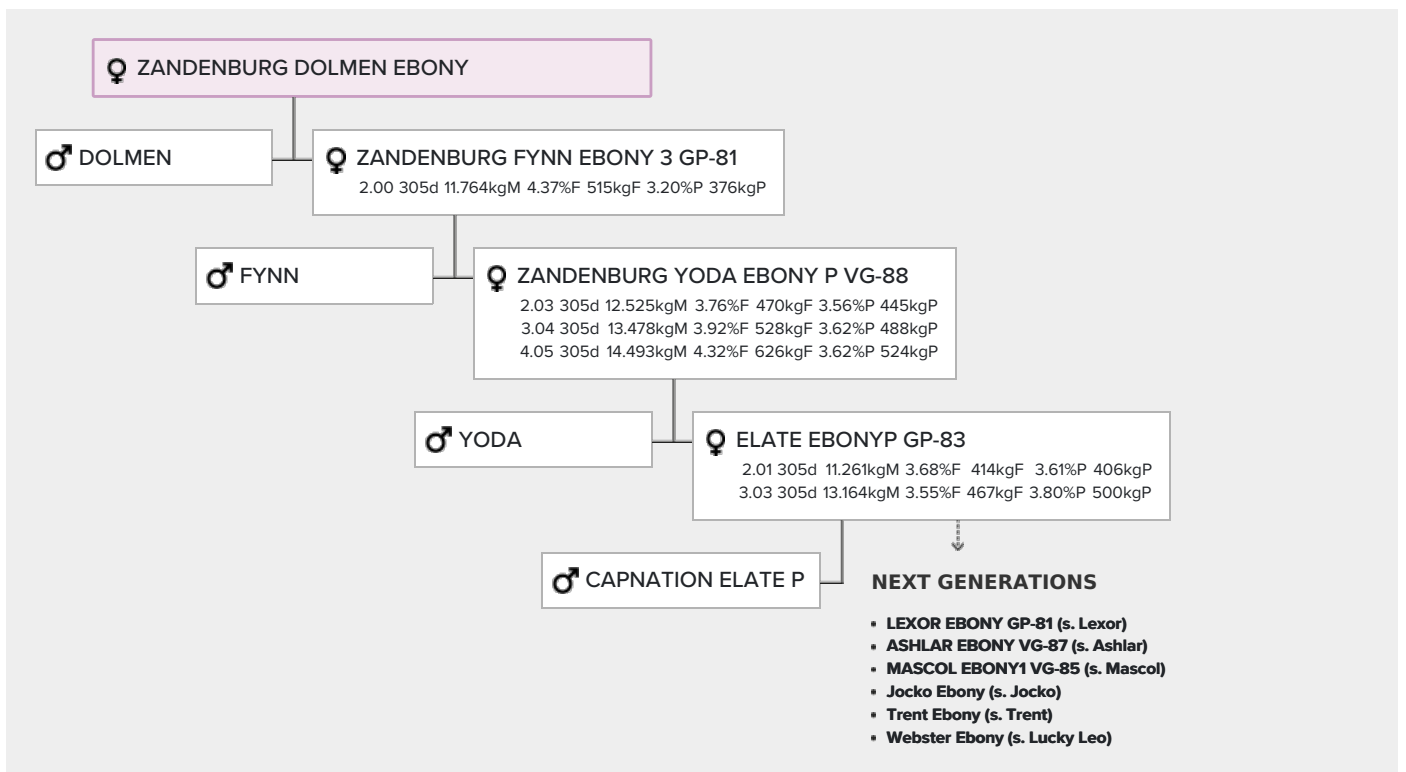 ZANDENBURG DOLMEN EBONY
DOLMEN
ZANDENBURG FYNN EBONY 3 GP-81
2.00 305d 11.764kgM 4.37%F 515kgF 3.20%P 376kgP
FYNN
ZANDENBURG YODA EBONY P VG-88
2.03 305d 12.525kgM 3.76%F 470kgF 3.56%P 445kgP
3.04 305d 13.478kgM 3.92%F 528kgF 3.62%P 488kgP
4.05 305d 14.493kgM 4.32%F 626kgF 3.62%P 524kgP
YODA
ELATE EBONYP GP-83
2.01 305d 11.261kgM 3.68%F 414kgF 3.61%P 406kgP
3.03 305d 13.164kgM 3.55%F 467kgF 3.80%P 500kgP
CAPNATION ELATE P
NEXT GENERATIONS
• LEXOR EBONY GP-81 (s. Lexor)
• ASHLAR EBONY VG-87 (s. Ashlar)
• MASCOL EBONY1 VG-85 (s. Mascol)
• Jocko Ebony (s. Jocko)
• Trent Ebony (s. Trent)
• Webster Ebony (s. Lucky Leo)